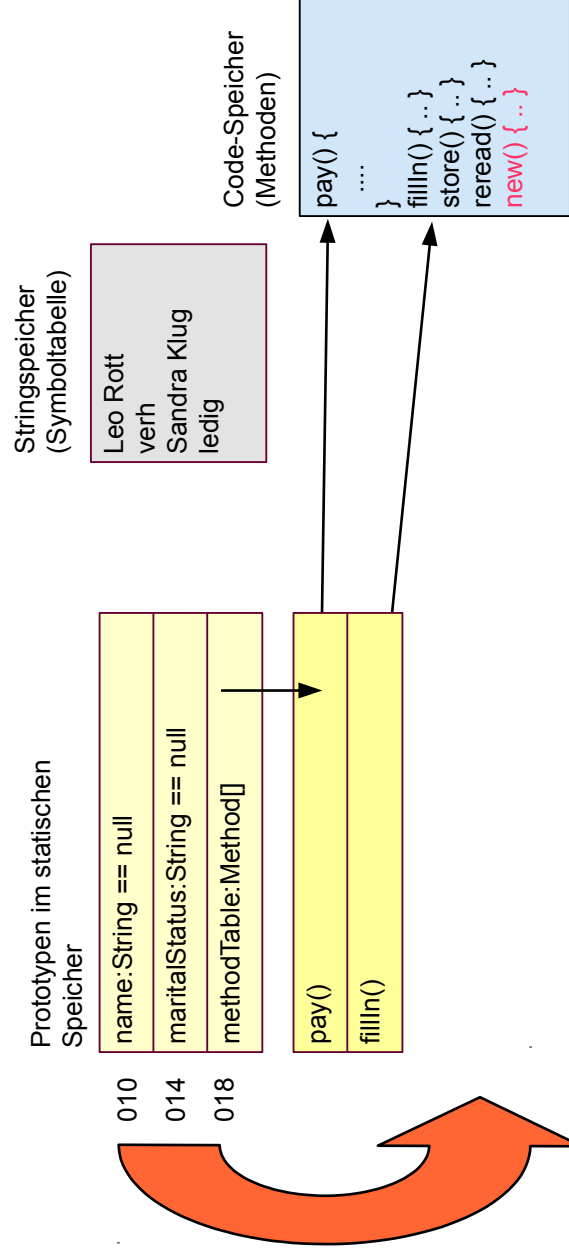 Prototypen im statischen
Speicher
010
name:String == null
014
maritalStatus:String == null
018
methodTable:Method[]
pay()
fillIn()
Stringspeicher
(Symboltabelle)
Leo Rott
verh
Sandra Klug
ledig
Code-Speicher
(Methoden)
pay() {
....
}
fillIn() { .. }
store() { .. }
reread() { .. }
new() { .. }